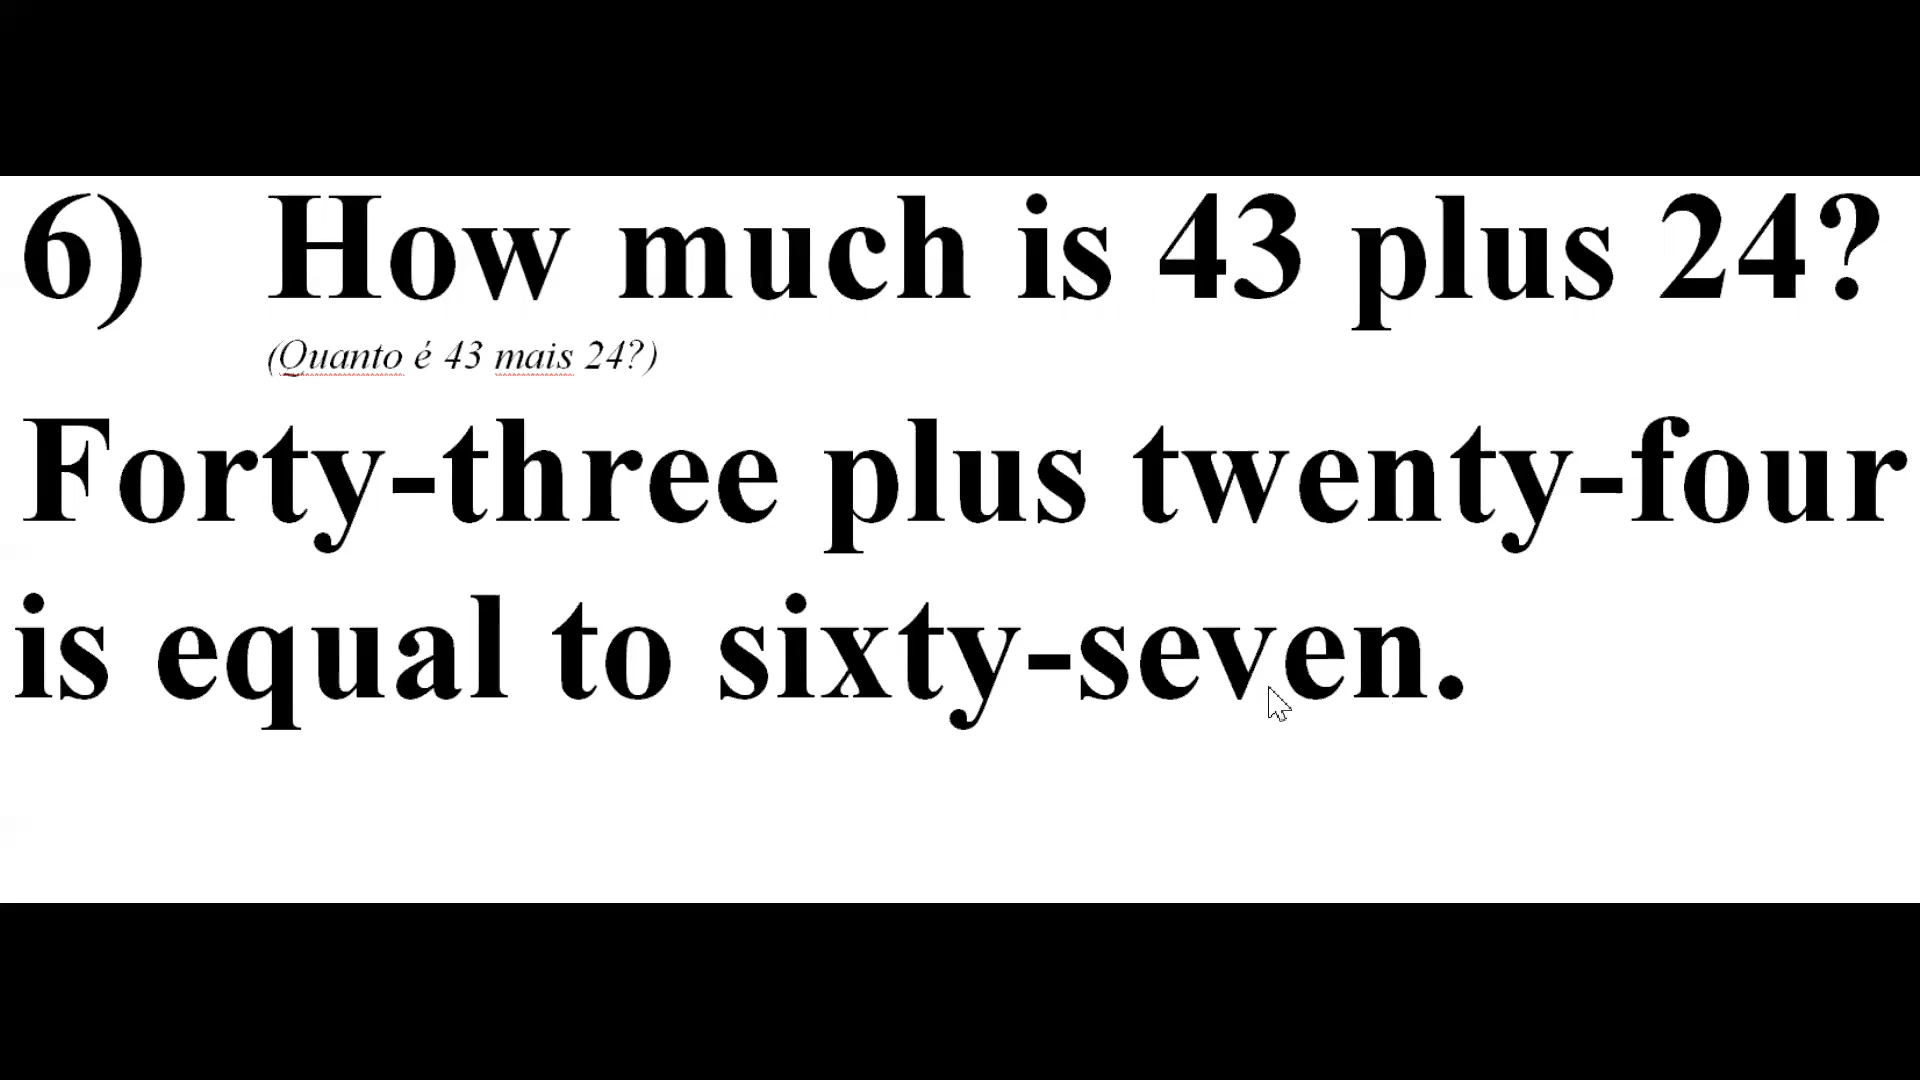 6) How much is 43 plus 24?
(Quanto é 43 mais 24?)
Forty-three plus twenty-four
is equal to sixty-seven.